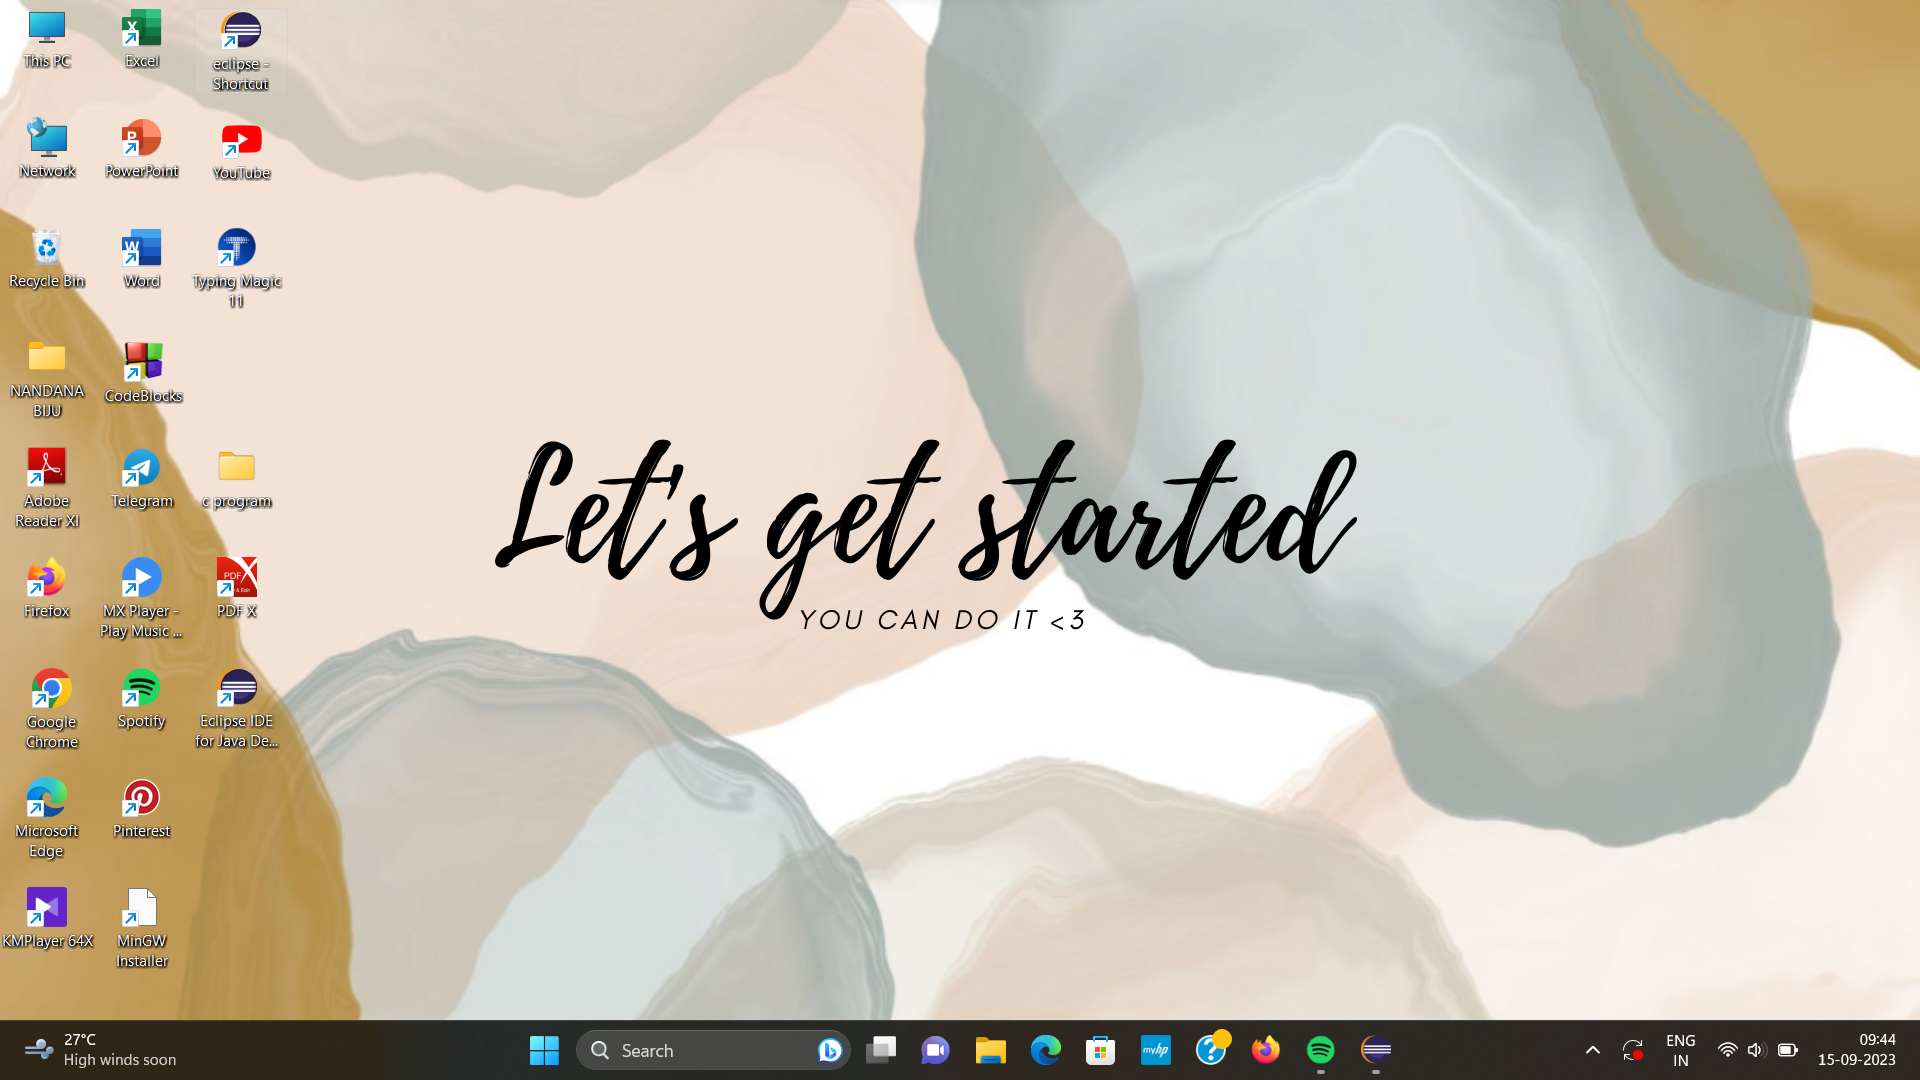 This PC
Excel
eclipse -
Shortcut
Network
PowerPoint
YouTube
Recycle Bin
Word
Typing Magic
11
NANDANA
BIJU
CodeBlocks
Adobe
Reader XI
Telegram
c program
Firefox
MX Player -
Play Music ...
PDF X
Google
Chrome
Spotify
Eclipse IDE
for Java De...
Microsoft
Edge
Pinterest
KMPlayer 64X
MinGW
Installer
Let's get started
YOU CAN DO IT <3
27°C
High winds soon
Search
myhp
ENG
IN
09:44
15-09-2023